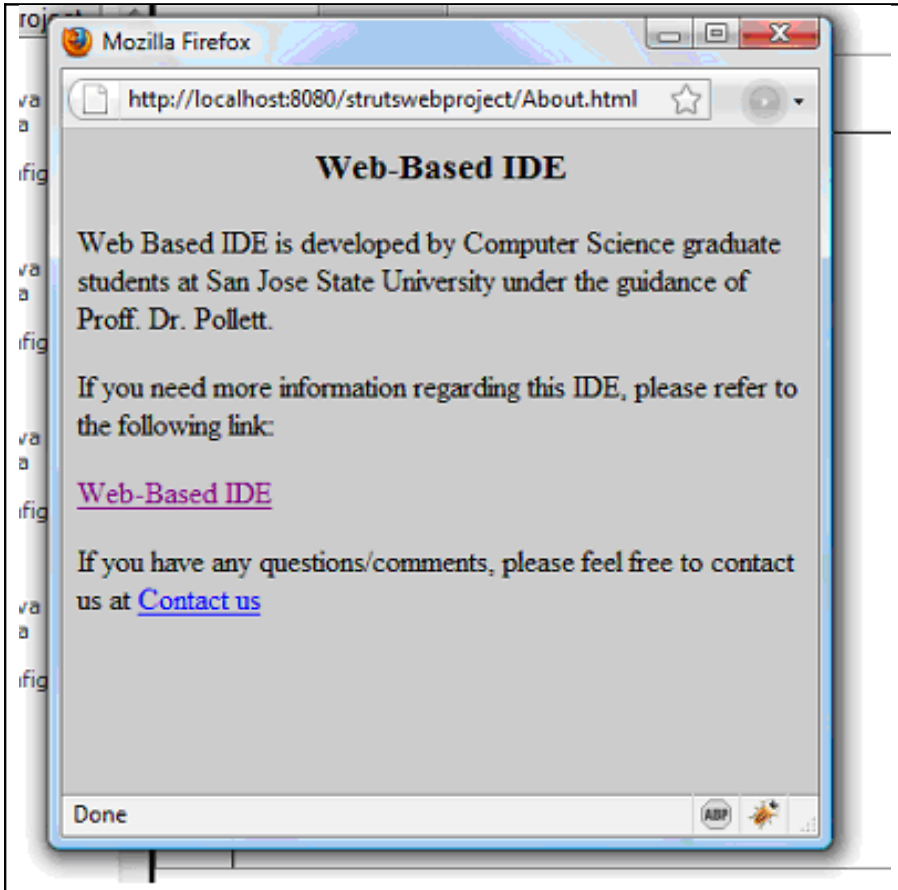 roject
Mozilla Firefox
http://localhost:8080/strutswebproject/About.html
Web-Based IDE
Web Based IDE is developed by Computer Science graduate
students at San Jose State University under the guidance of
Proff. Dr. Pollett.
If you need more information regarding this IDE, please refer to
the following link:
Web-Based IDE
If you have any questions/comments, please feel free to contact
us at Contact us
Done
ABP